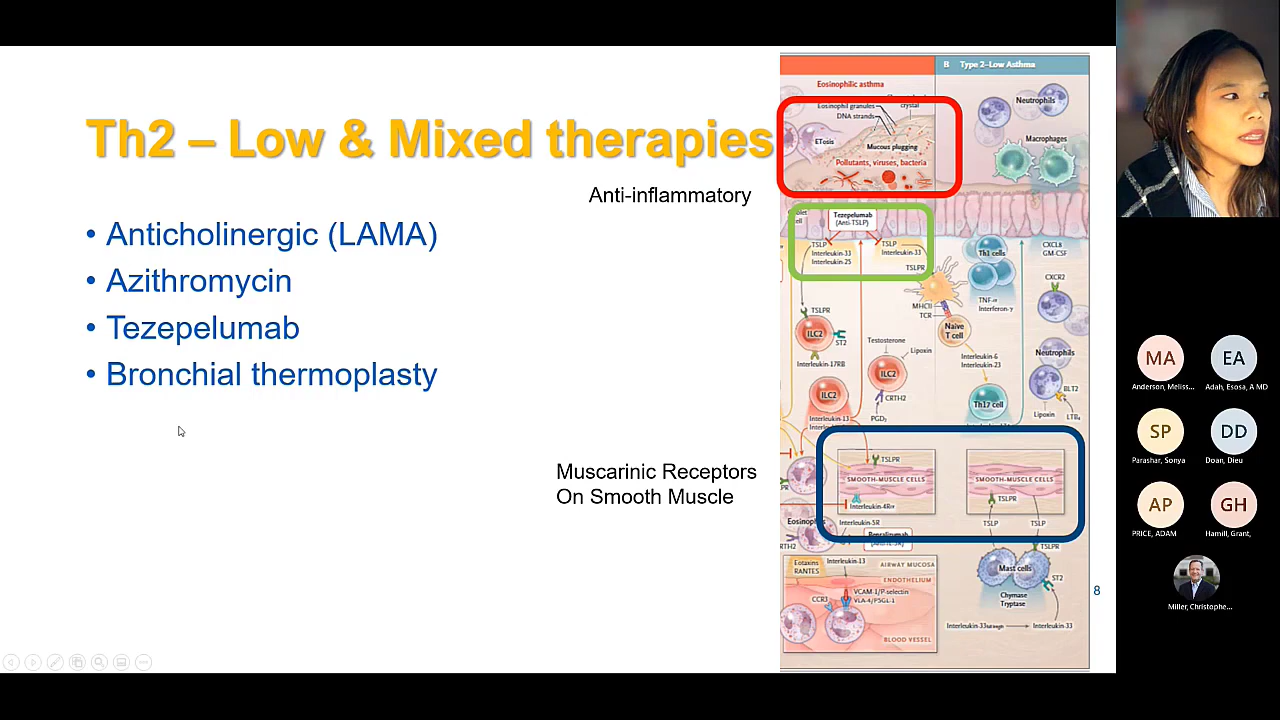 Th2 – Low & Mixed therapies
Anti-inflammatory
• Anticholinergic (LAMA)
• Azithromycin
• Tezepelumab
• Bronchial thermoplasty
Muscarinic Receptors
On Smooth Muscle
B Type 2–Low Asthma
Eosinophilic asthma
Eosinophil granules
crystal
DNA strands
ETosis
Mucous plugging
Pollutants, viruses, bacteria
Neutrophils
Macrophages
cell
Tezepelumab
(Anti-TSLP)
TSLP
Interleukin-33
Interleukin-25
TSLP
Interleukin-33
TSLPR
Th1 cells
CXCL8
GM-CSF
CXCR2
TNF-α
Interferon-γ
MHCII
TCR
Naive
T cell
TSLPR
ILC2
ST2
Interleukin-17RB
Testosterone
Lipoxin
ILC2
CRTH2
PGD₂
ILC2
Interleukin-13
Interleukin-6
Interleukin-23
Th17 cell
Neutrophils
BLT2
Lipoxin
LTB₄
TSLPR
SMOOTH-MUSCLE CELLS
Interleukin-4Rα
SMOOTH-MUSCLE CELLS
TSLPR
Interleukin-5R
Benralizumab
TSLP
TSLP
TSLPR
Mast cells
ST2
Chymase
Tryptase
Interleukin-33
Eotaxins
RANTES
Interleukin-13
AIRWAY MUCOSA
ENDOTHELIUM
CCR3
VCAM-1/P-selectin
VLA-4/PSGL-1
BLOOD VESSEL
8
MA
Anderson, Meliss...
EA
Adah, Esosa, A MD
SP
Parashar, Sonya
DD
Doan, Dieu
AP
PRICE, ADAM
GH
Hamill, Grant,
Miller, Christophe...